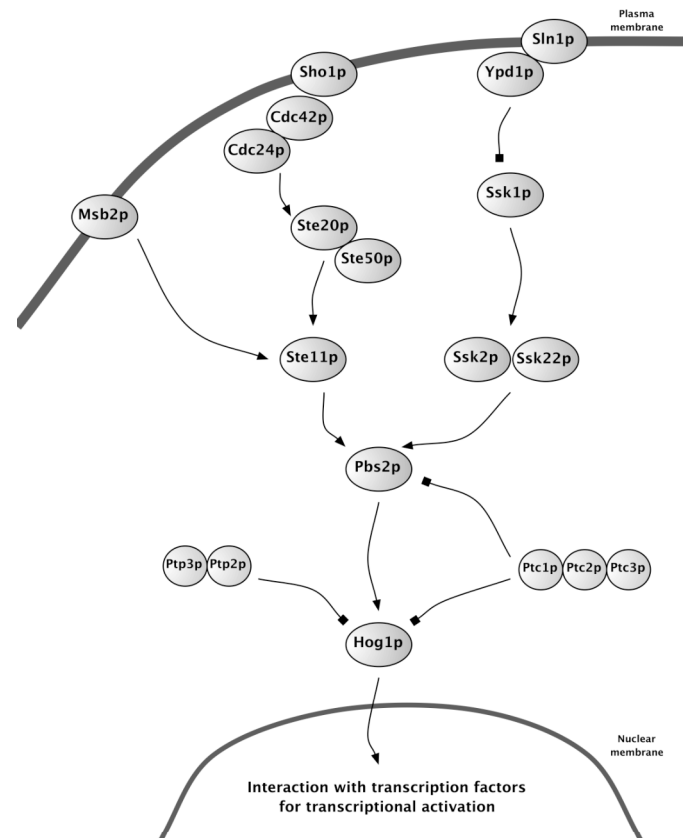 Plasma
membrane
Sln1p
Sho1p
Ypd1p
Cdc42p
Cdc24p
Ssk1p
Msb2p
Ste20p
Ste50p
Ste11p
Ssk2p
Ssk22p
Pbs2p
Ptp3p
Ptp2p
Ptc1p
Ptc2p
Ptc3p
Hog1p
Nuclear
membrane
Interaction with transcription factors
for transcriptional activation